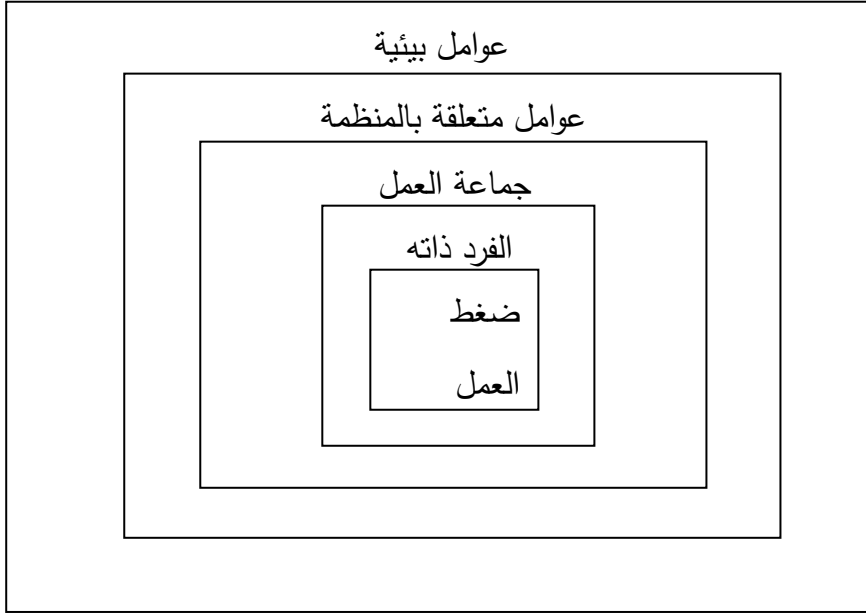 عوامل بيئية
عوامل متعلقة بالمنظمة
جماعة العمل
الفرد ذاته
ضغط
العمل